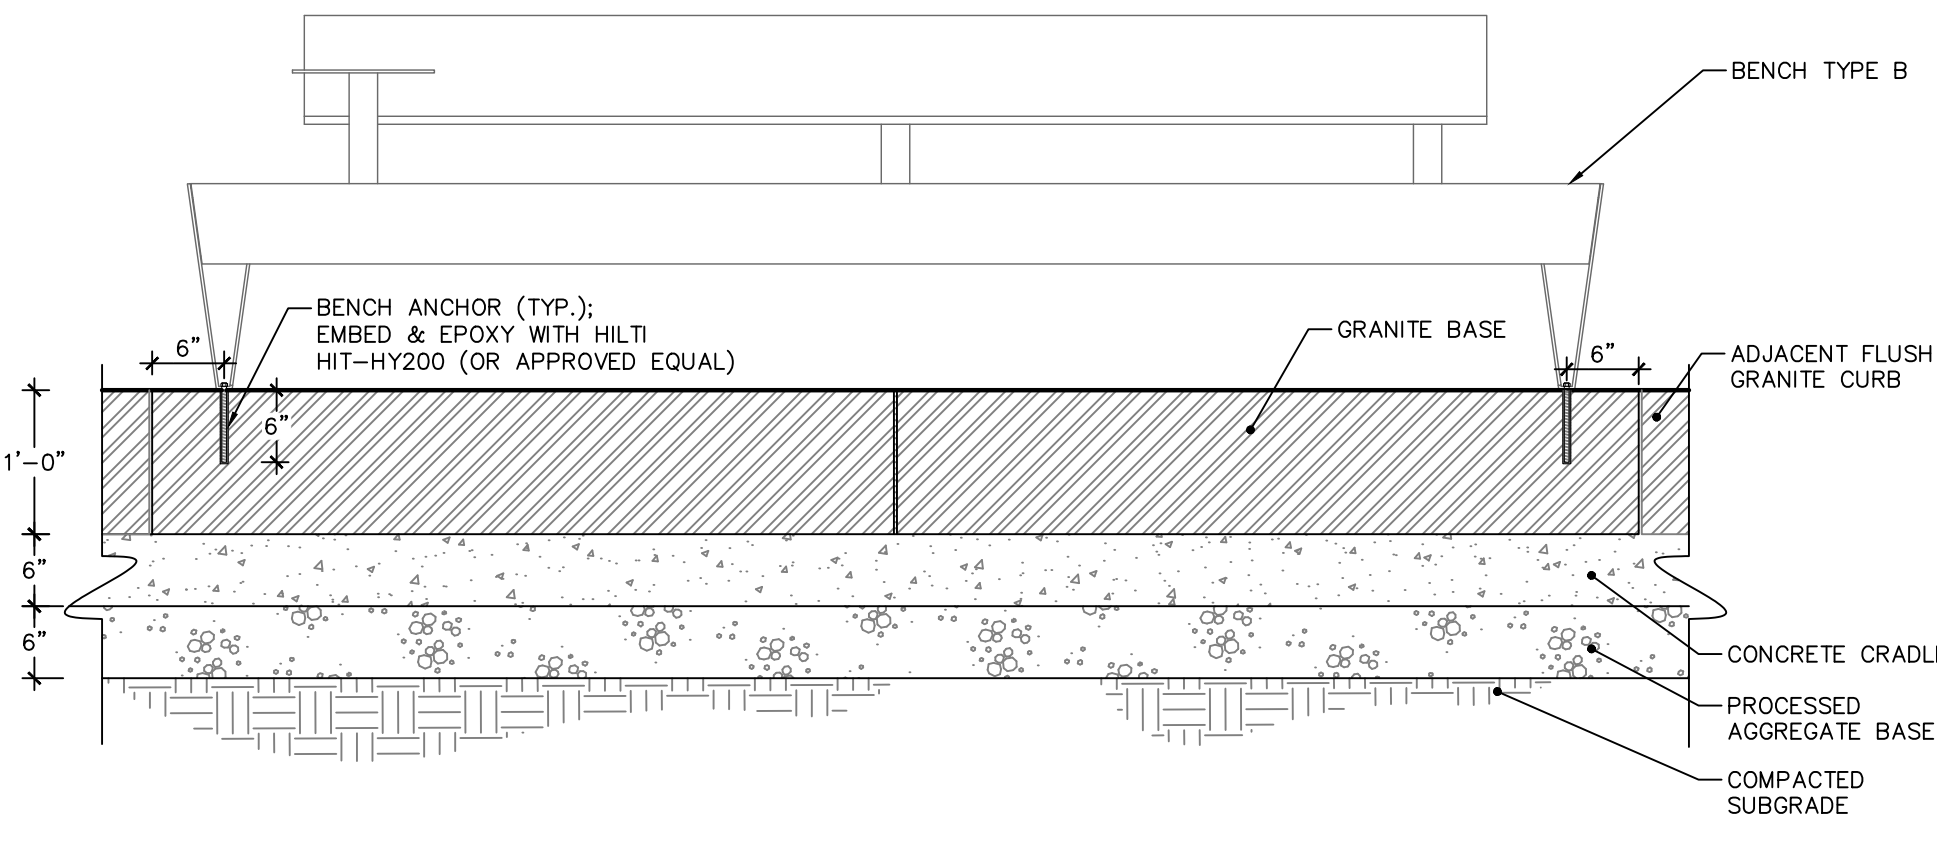 BENCH TYPE B
BENCH ANCHOR (TYP.);
EMBED & EPOXY WITH HILTI
HIT-HY200 (OR APPROVED EQUAL)
GRANITE BASE
6"
6"
ADJACENT FLUSH
GRANITE CURB
6"
1'-0"
6"
6"
CONCRETE CRADL
PROCESSED
AGGREGATE BASE
COMPACTED
SUBGRADE